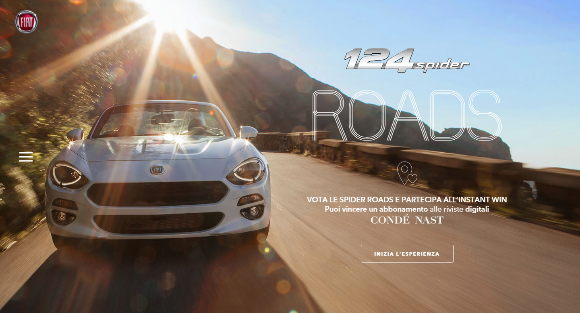 FIAT
124 spider
ROADS
VOTA LE SPIDER ROADS E PARTECIPA ALL'INSTANT WIN
Puoi vincere un abbonamento alle riviste digitali
CONDÉ NAST
INIZIA L'ESPERIENZA